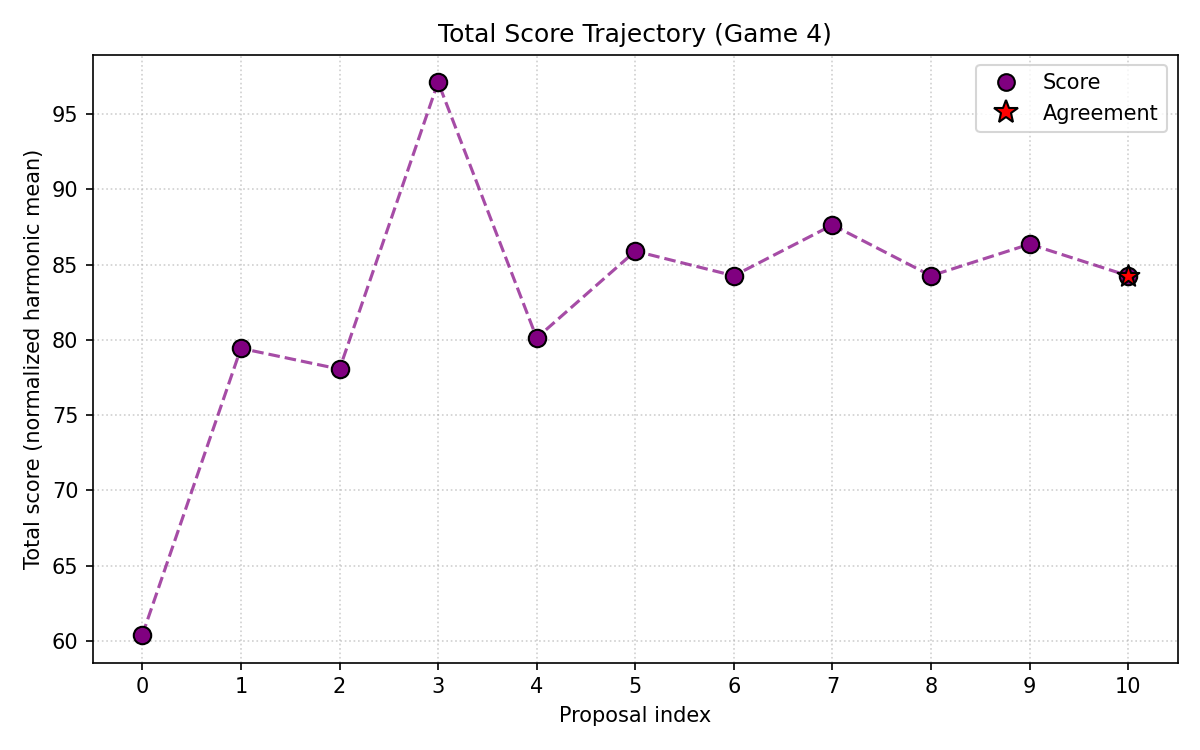 Total Score Trajectory (Game 4)
Score
Agreement
Total score (normalized harmonic mean)
95
90
85
80
75
70
65
60
0 1 2 3 4 5 6 7 8 9 10
Proposal index